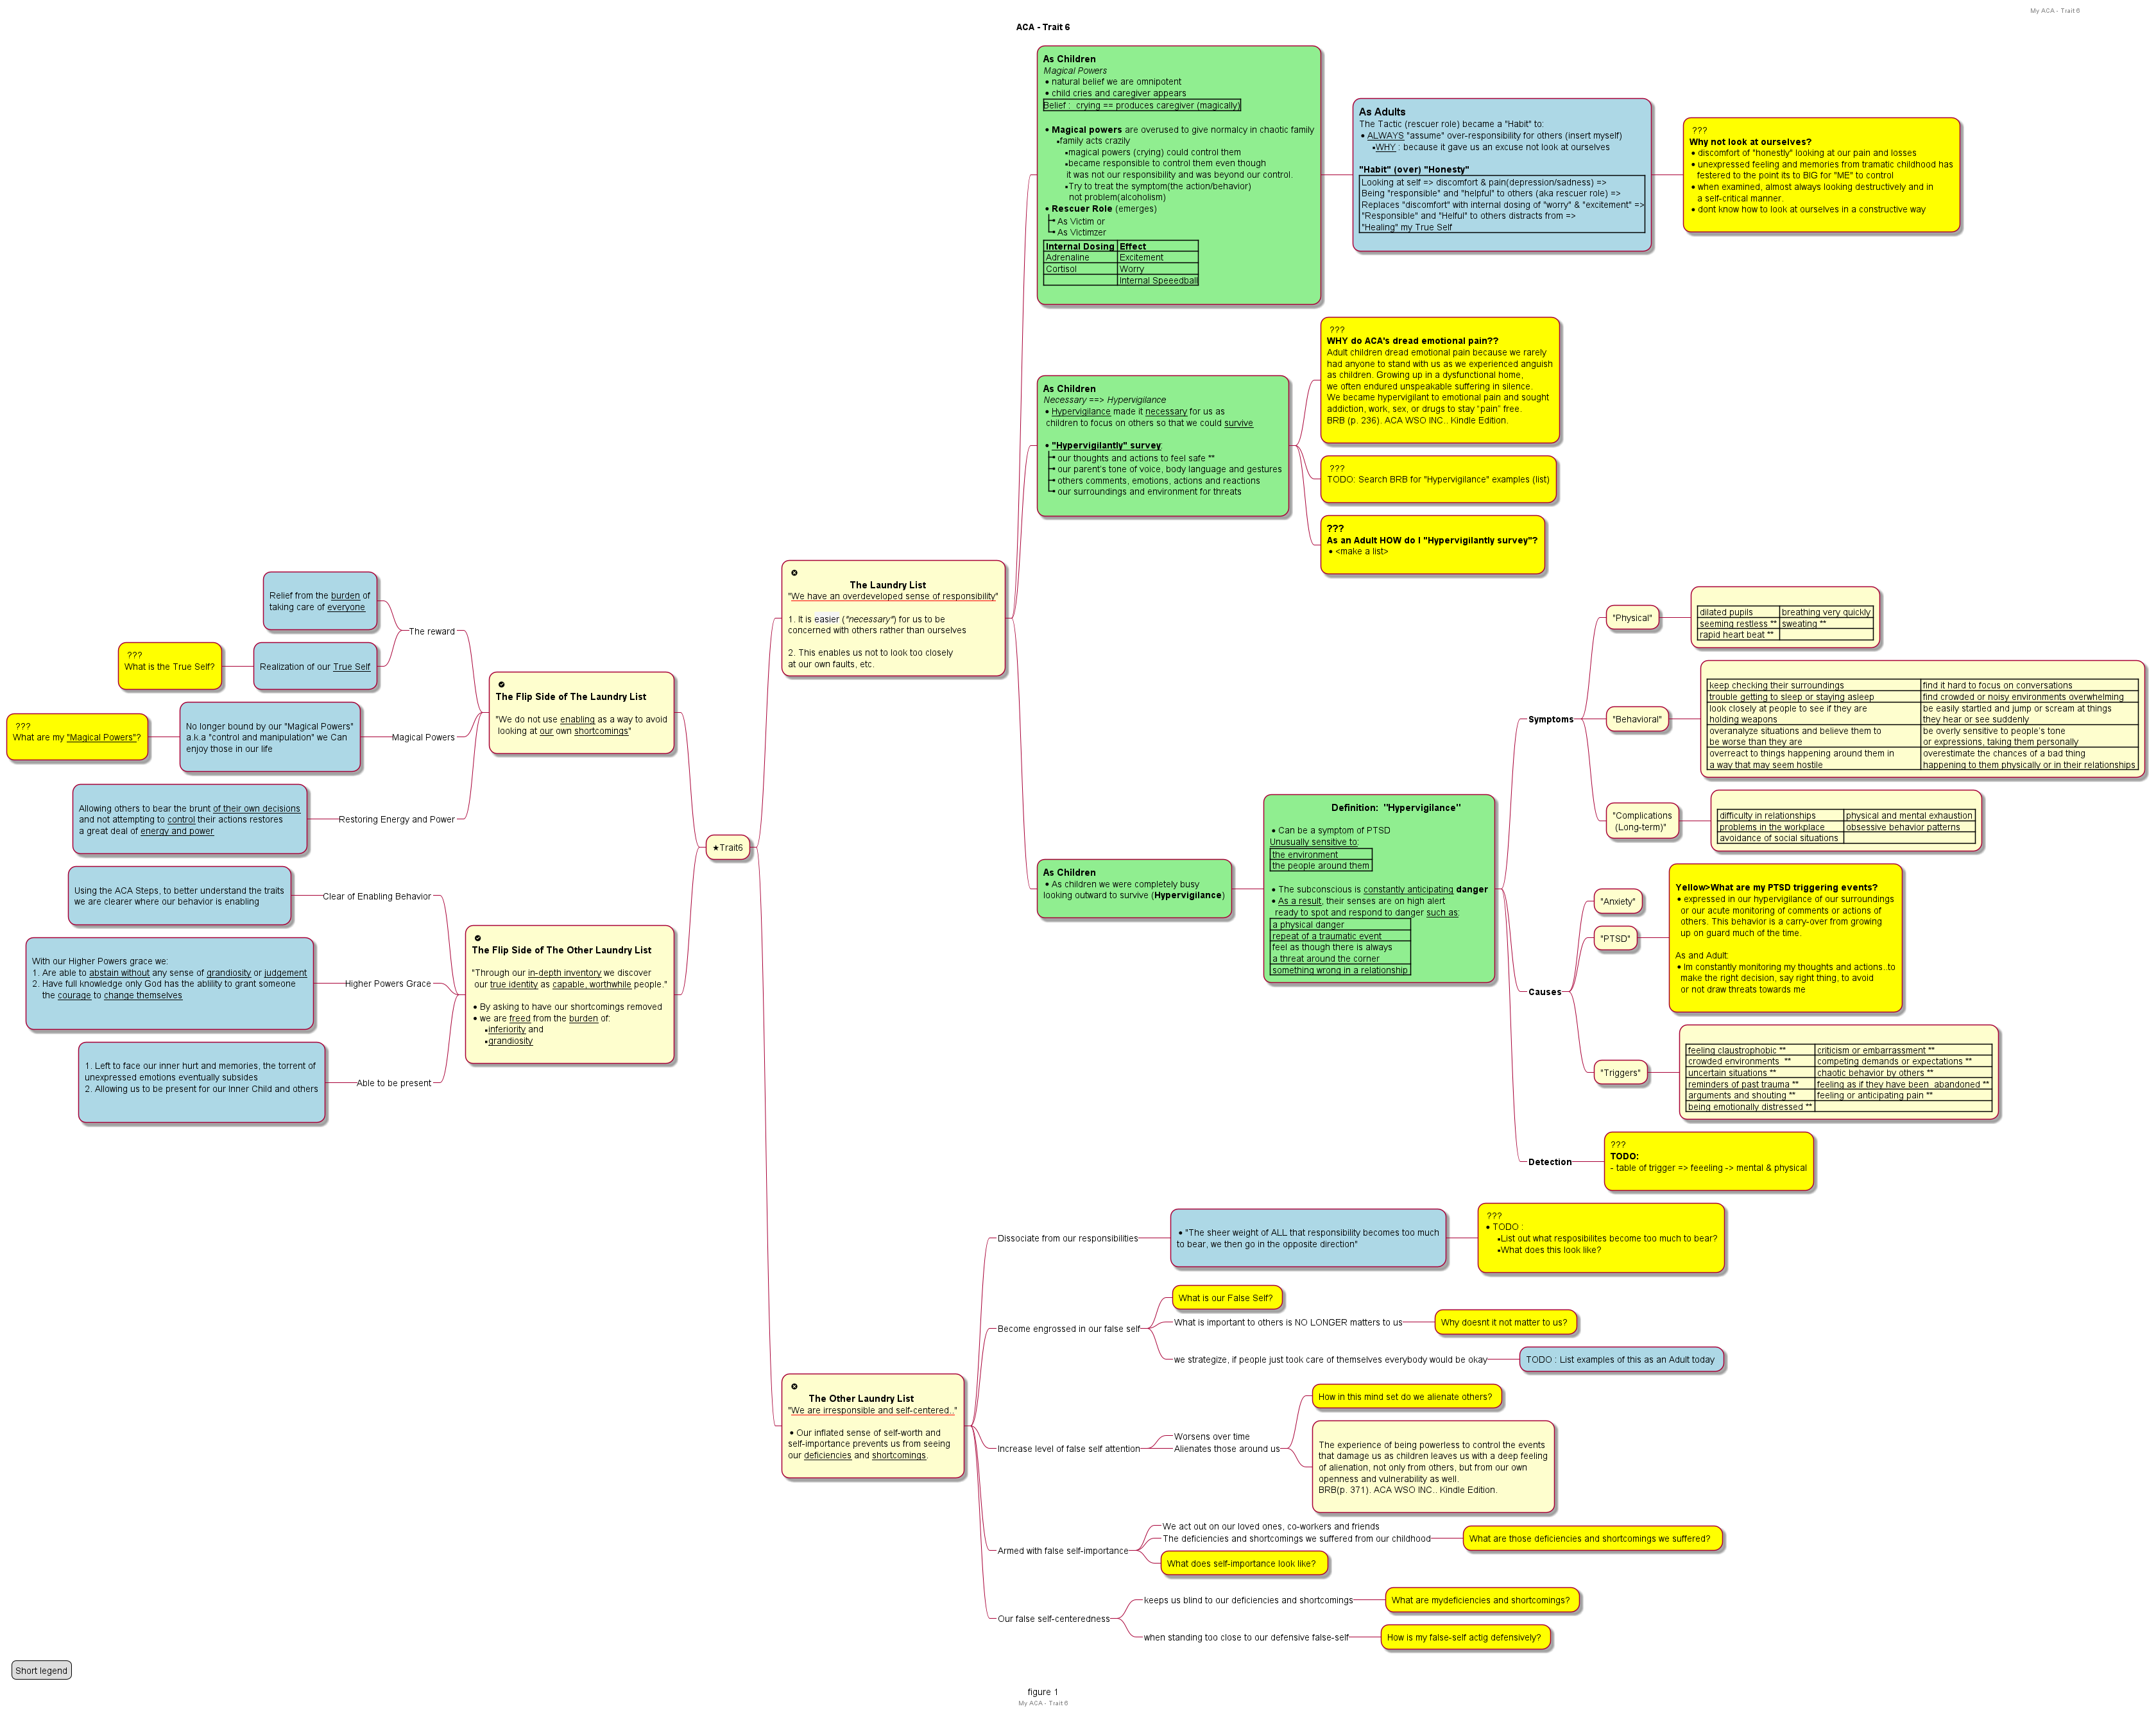 My ACA - Trait 6
ACA - Trait 6
★Trait6
The Laundry List
"We have an overdeveloped sense of responsibility"
1. It is easier ("necessary") for us to be
concerned with others rather than ourselves
2. This enables us not to look too closely
at our own faults, etc.
As Children
Magical Powers
• natural belief we are omnipotent
• child cries and caregiver appears
Belief : crying == produces caregiver (magically)
• Magical powers are overused to give normalcy in chaotic family
•family acts crazily
•magical powers (crying) could control them
•became responsible to control them even though
it was not our responsibility and was beyond our control.
•Try to treat the symptom(the action/behavior)
not problem(alcoholism)
• Rescuer Role (emerges)
As Victim or
As Victimzer
Internal Dosing Effect
Adrenaline Excitement
Cortisol Worry
Internal Speeedball
As Adults
The Tactic (rescuer role) became a "Habit" to:
• ALWAYS "assume" over-responsibility for others (insert myself)
•WHY : because it gave us an excuse not look at ourselves
"Habit" (over) "Honesty"
Looking at self => discomfort & pain(depression/sadness) =>
Being "responsible" and "helpful" to others (aka rescuer role) =>
Replaces "discomfort" with internal dosing of "worry" & "excitement" =>
"Responsible" and "Helful" to others distracts from =>
"Healing" my True Self
???
Why not look at ourselves?
• discomfort of "honestly" looking at our pain and losses
• unexpressed feeling and memories from tramatic childhood has
festered to the point its to BIG for "ME" to control
• when examined, almost always looking destructively and in
a self-critical manner.
• dont know how to look at ourselves in a constructive way
As Children
Necessary ==> Hypervigilance
• Hypervigilance made it necessary for us as
children to focus on others so that we could survive
• "Hypervigilantly" survey:
our thoughts and actions to feel safe **
our parent's tone of voice, body language and gestures
others comments, emotions, actions and reactions
our surroundings and environment for threats
???
WHY do ACA's dread emotional pain??
Adult children dread emotional pain because we rarely
had anyone to stand with us as we experienced anguish
as children. Growing up in a dysfunctional home,
we often endured unspeakable suffering in silence.
We became hypervigilant to emotional pain and sought
addiction, work, sex, or drugs to stay “pain” free.
BRB (p. 236). ACA WSO INC.. Kindle Edition.
???
TODO: Search BRB for "Hypervigilance" examples (list)
???
As an Adult HOW do I "Hypervigilantly survey"?
• <make a list>
As Children
• As children we were completely busy
looking outward to survive (Hypervigilance)
Definition: "Hypervigilance"
• Can be a symptom of PTSD
Unusually sensitive to:
the environment
the people around them
• The subconscious is constantly anticipating danger
• As a result, their senses are on high alert
ready to spot and respond to danger such as:
a physical danger
repeat of a traumatic event
feel as though there is always
a threat around the corner
something wrong in a relationship
Symptoms
"Physical"
dilated pupils breathing very quickly
seeming restless ** sweating **
rapid heart beat **
"Behavioral"
keep checking their surroundings find it hard to focus on conversations
trouble getting to sleep or staying asleep find crowded or noisy environments overwhelming
look closely at people to see if they are be easily startled and jump or scream at things
holding weapons they hear or see suddenly
overanalyze situations and believe them to be overly sensitive to people's tone
be worse than they are or expressions, taking them personally
overreact to things happening around them in overestimate the chances of a bad thing
a way that may seem hostile happening to them physically or in their relationships
"Complications
(Long-term)"
difficulty in relationships physical and mental exhaustion
problems in the workplace obsessive behavior patterns
avoidance of social situations
Causes
"Anxiety"
"PTSD"
Yellow>What are my PTSD triggering events?
• expressed in our hypervigilance of our surroundings
or our acute monitoring of comments or actions of
others. This behavior is a carry-over from growing
up on guard much of the time.
As and Adult:
• Im constantly monitoring my thoughts and actions..to
make the right decision, say right thing, to avoid
or not draw threats towards me
"Triggers"
feeling claustrophobic ** criticism or embarrassment **
crowded environments ** competing demands or expectations **
uncertain situations ** chaotic behavior by others **
reminders of past trauma ** feeling as if they have been abandoned **
arguments and shouting ** feeling or anticipating pain **
being emotionally distressed **
Detection
???
TODO:
- table of trigger => feeeling -> mental & physical
The Other Laundry List
"We are irresponsible and self-centered.."
• Our inflated sense of self-worth and
self-importance prevents us from seeing
our deficiencies and shortcomings.
Dissociate from our responsibilities
• "The sheer weight of ALL that responsibility becomes too much
to bear, we then go in the opposite direction"
???
• TODO :
•List out what resposibilites become too much to bear?
•What does this look like?
Become engrossed in our false self
What is our False Self?
What is important to others is NO LONGER matters to us
Why doesnt it not matter to us?
we strategize, if people just took care of themselves everybody would be okay
TODO : List examples of this as an Adult today
Increase level of false self attention
Worsens over time
Alienates those around us
How in this mind set do we alienate others?
The experience of being powerless to control the events
that damage us as children leaves us with a deep feeling
of alienation, not only from others, but from our own
openness and vulnerability as well.
BRB(p. 371). ACA WSO INC.. Kindle Edition.
Armed with false self-importance
We act out on our loved ones, co-workers and friends
The deficiencies and shortcomings we suffered from our childhood
What are those deficiencies and shortcomings we suffered?
What does self-importance look like?
Our false self-centeredness
keeps us blind to our deficiencies and shortcomings
What are mydeficiencies and shortcomings?
when standing too close to our defensive false-self
How is my false-self actig defensively?
The Flip Side of The Laundry List
"We do not use enabling as a way to avoid
looking at our own shortcomings"
The reward
Relief from the burden of
taking care of everyone
Realization of our True Self
???
What is the True Self?
Magical Powers
No longer bound by our "Magical Powers"
a.k.a "control and manipulation" we Can
enjoy those in our life
???
What are my "Magical Powers"?
Restoring Energy and Power
Allowing others to bear the brunt of their own decisions
and not attempting to control their actions restores
a great deal of energy and power
The Flip Side of The Other Laundry List
"Through our in-depth inventory we discover
our true identity as capable, worthwhile people."
• By asking to have our shortcomings removed
• we are freed from the burden of:
•inferiority and
•grandiosity
Clear of Enabling Behavior
Using the ACA Steps, to better understand the traits
we are clearer where our behavior is enabling
Higher Powers Grace
With our Higher Powers grace we:
1. Are able to abstain without any sense of grandiosity or judgement
2. Have full knowledge only God has the ablility to grant someone
the courage to change themselves
Able to be present
1. Left to face our inner hurt and memories, the torrent of
unexpressed emotions eventually subsides
2. Allowing us to be present for our Inner Child and others
Short legend
figure 1
My ACA - Trait 6